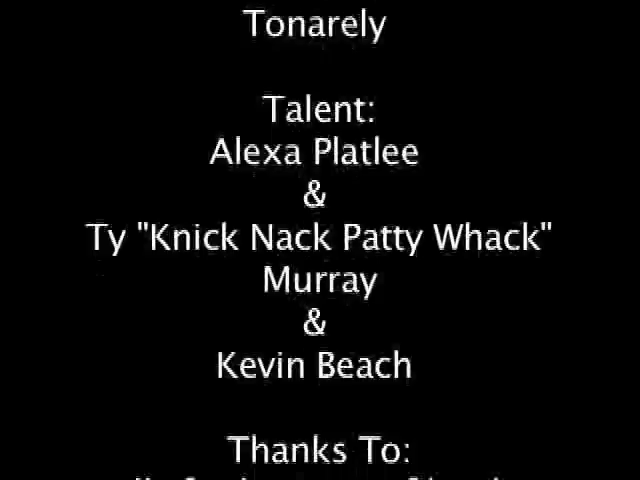 Tonarely
Talent:
Alexa Platlee
&
Ty "Knick Nack Patty Whack"
Murray
&
Kevin Beach
Thanks To: